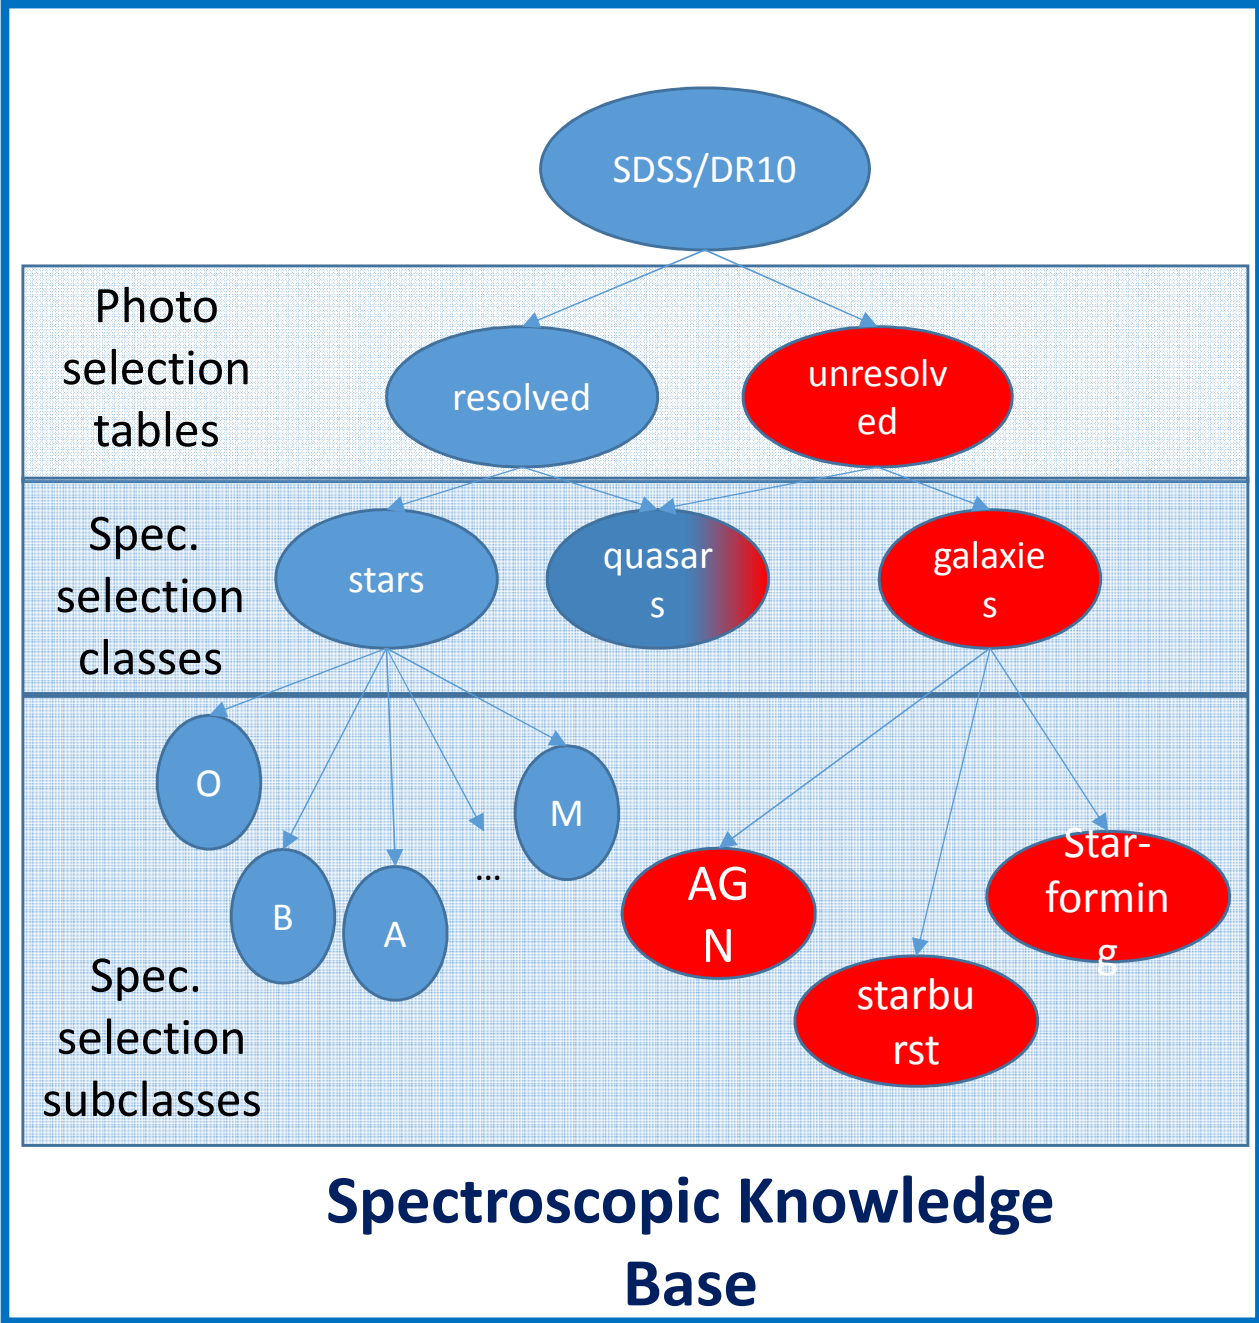 SDSS/DR10
Photo
selection
tables
resolved
unresolv
ed
Spec.
selection
classes
stars
quasar
s
galaxie
s
O
B
A
...
M
AG
N
starbu
rst
Star-
formin
g
Spec.
selection
subclasses
Spectroscopic Knowledge
Base